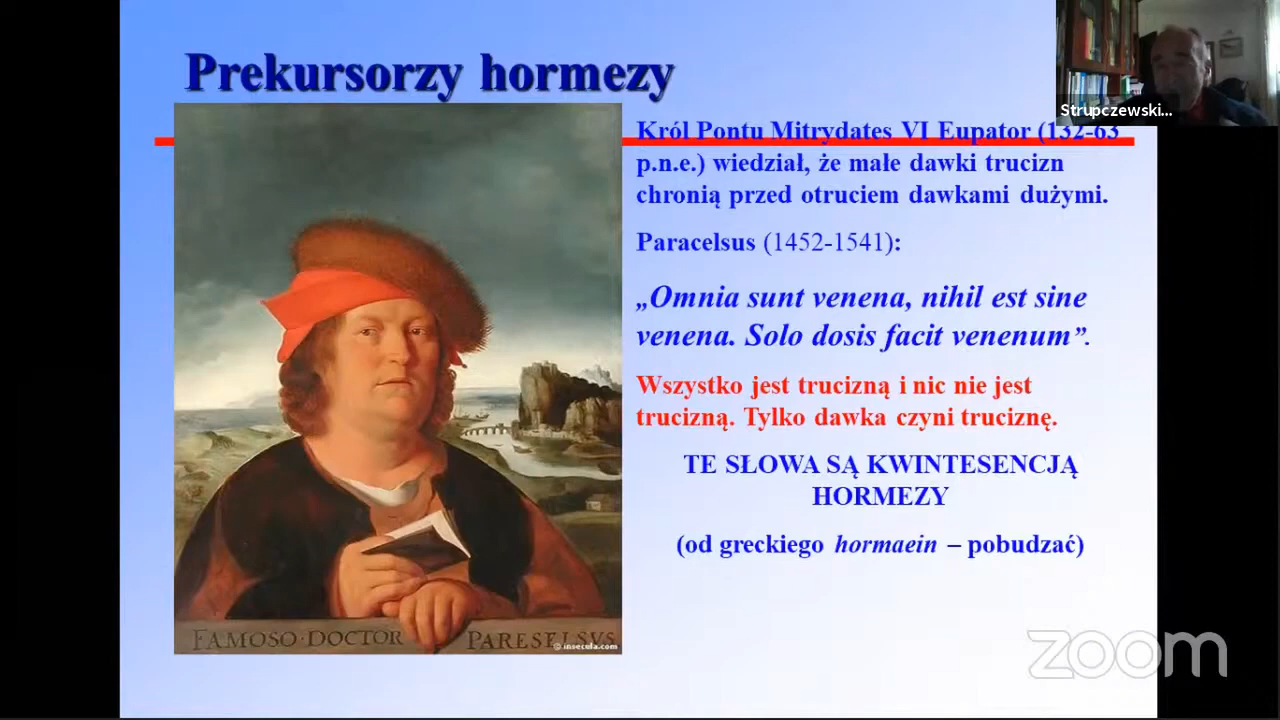 Prekursorzy hormezy
Strupczewski...
Król Pontu Mitrydates VI Eupator (132-63
p.n.e.) wiedział, że małe dawki trucizn
chronią przed otruciem dawkami dużymi.
Paracelsus (1452-1541):
„Omnia sunt venena, nihil est sine
venena. Solo dosis facit venenum”.
Wszystko jest trucizną i nic nie jest
trucizną. Tylko dawka czyni truciznę.
TE SŁOWA SĄ KWINTESENCJĄ
HORMEZY
(od greckiego hormaein – pobudzać)
FAMOSO·DOCTOR PARESELSVS
© insecula.com
zoom